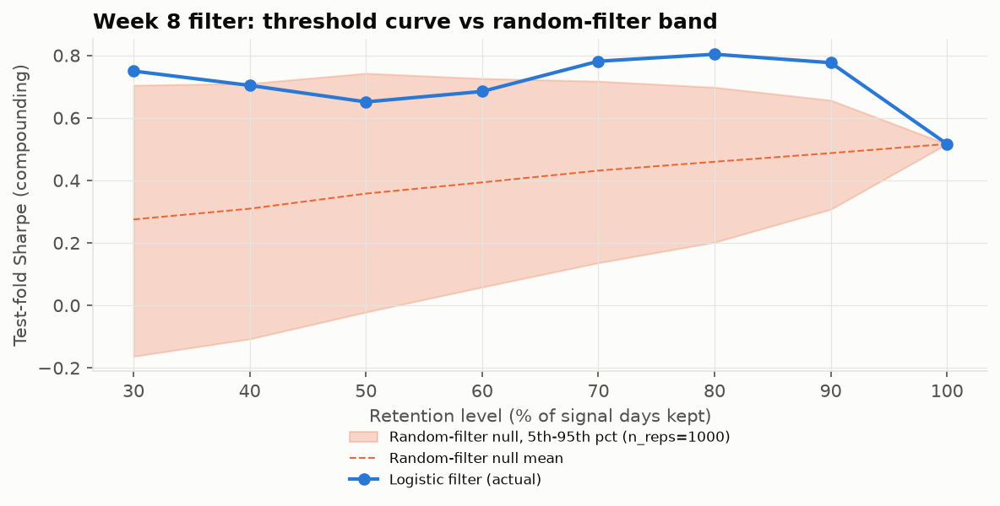 Week 8 filter: threshold curve vs random-filter band
Test-fold Sharpe (compounding)
0.8
0.6
0.4
0.2
0.0
−0.2
30 40 50 60 70 80 90 100
Retention level (% of signal days kept)
Random-filter null, 5th-95th pct (n_reps=1000)
Random-filter null mean
Logistic filter (actual)